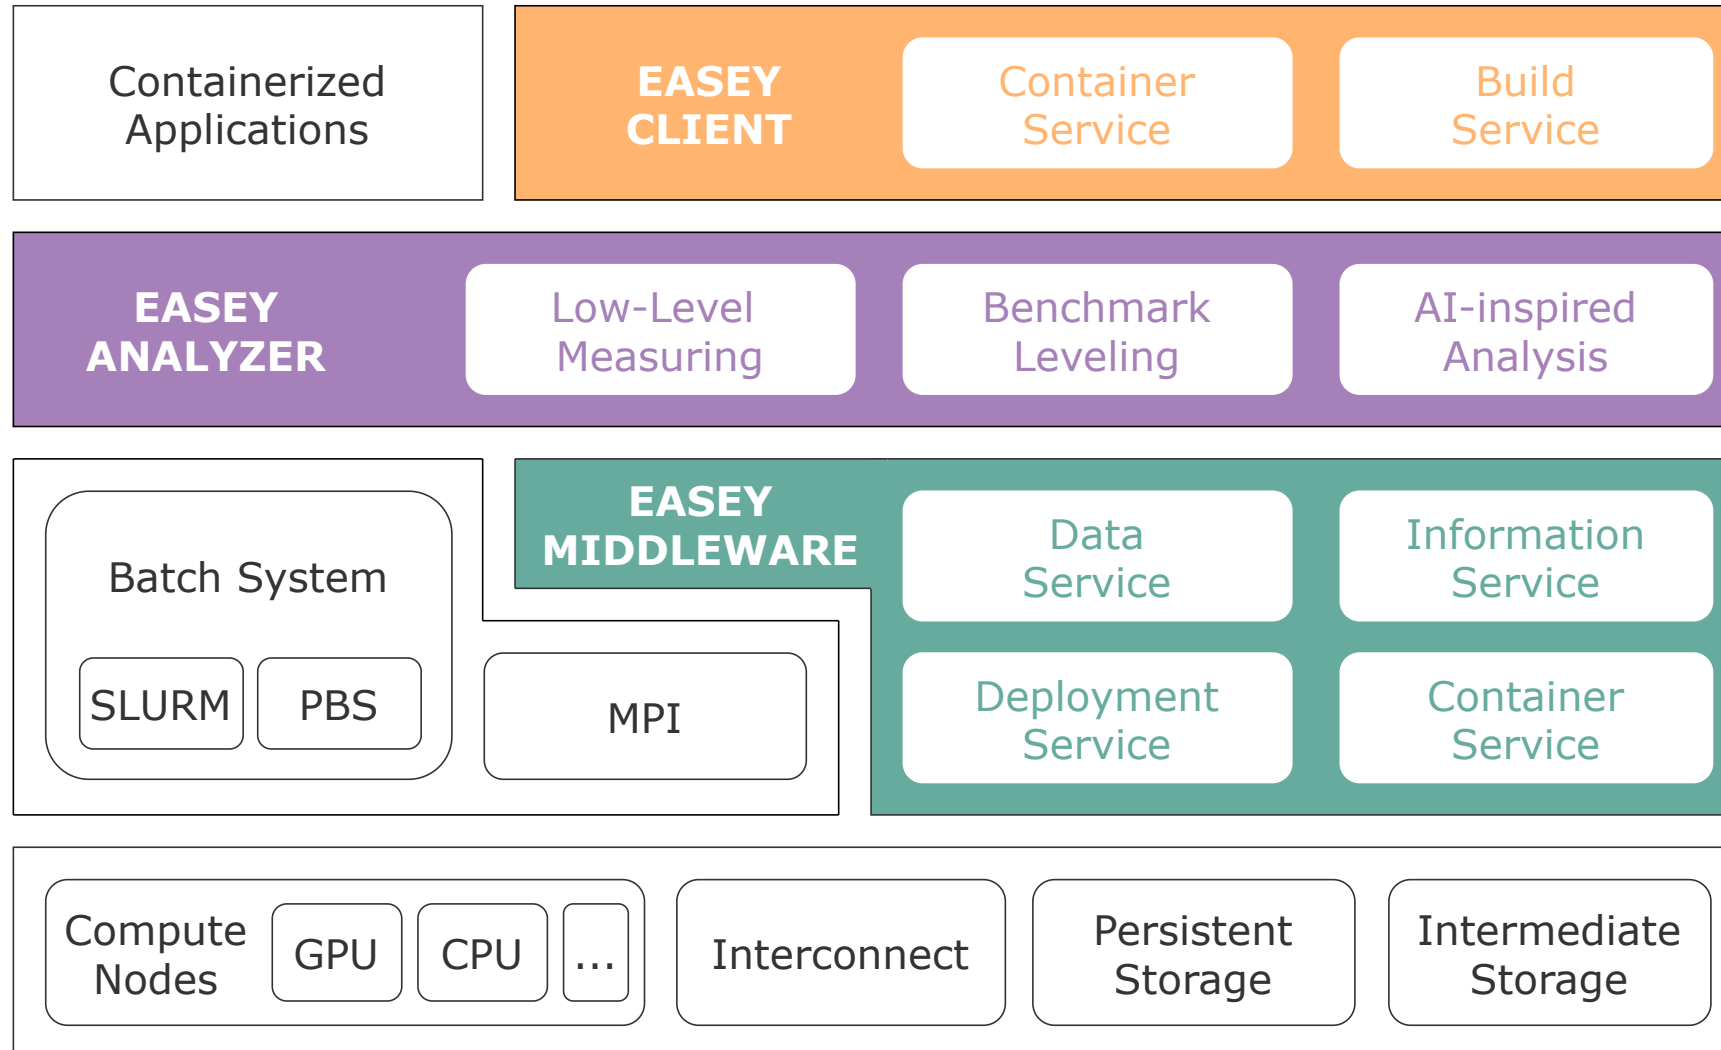 Containerized
Applications
EASEY
CLIENT
Container
Service
Build
Service
EASEY
ANALYZER
Low-Level
Measuring
Benchmark
Leveling
AI-inspired
Analysis
Batch System
SLURM
PBS
MPI
EASEY
MIDDLEWARE
Data
Service
Information
Service
Deployment
Service
Container
Service
Compute
Nodes
GPU
CPU
...
Interconnect
Persistent
Storage
Intermediate
Storage